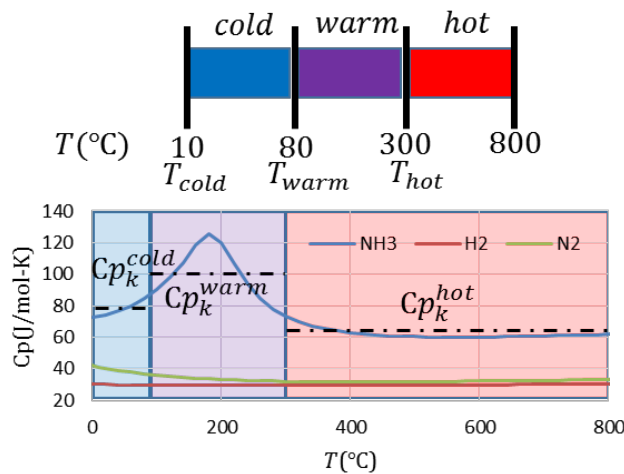 cold warm hot
T(°C) 10 80 300 800
T_cold T_warm T_hot
140
120
100
80
60
40
20
Cp(J/mol-K)
NH3 H2 N2
Cp_k^cold
Cp_k^warm
Cp_k^hot
0 200 400 600 800
T(°C)